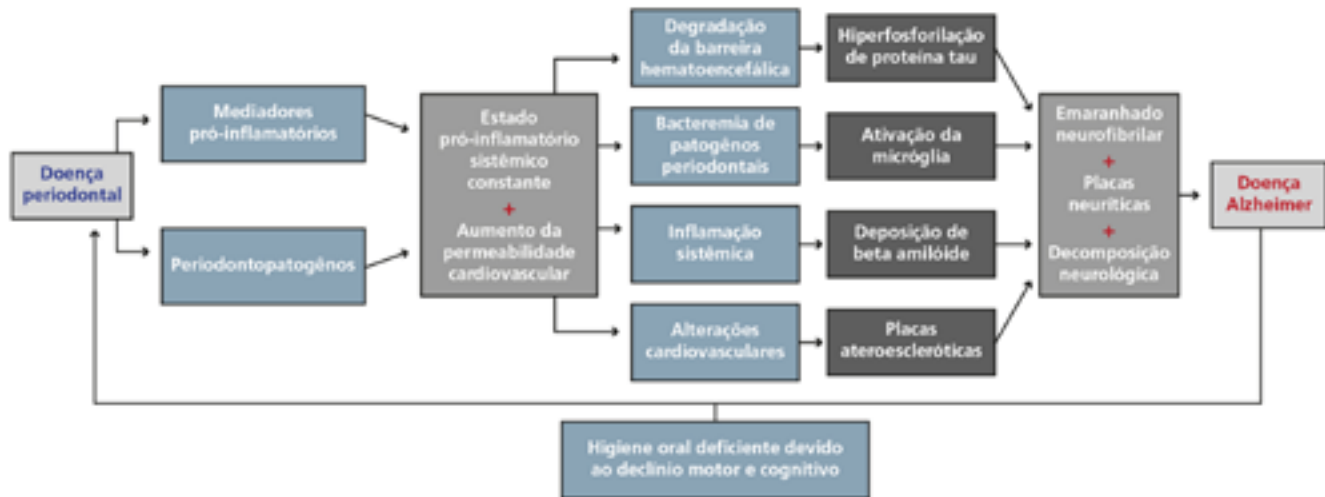 Doença
periodontal
Mediadores
pró-inflamatórios
Periodontopatogênos
Estado
pró-inflamatório
sistêmico
constante
+
Aumento da
permeabilidade
cardiovascular
Degradação
da barreira
hematoencefálica
Bacteremia de
patogênos
periodontais
Inflamação
sistêmica
Alterações
cardiovasculares
Hiperfosforilação
de proteína tau
Ativação da
micróglia
Deposição de
beta amilóide
Placas
ateroescleróticas
Emaranhado
neurofibrilar
+
Placas
neuríticas
+
Decomposição
neurológica
Doença
Alzheimer
Higiene oral deficiente devido
ao declínio motor e cognitivo